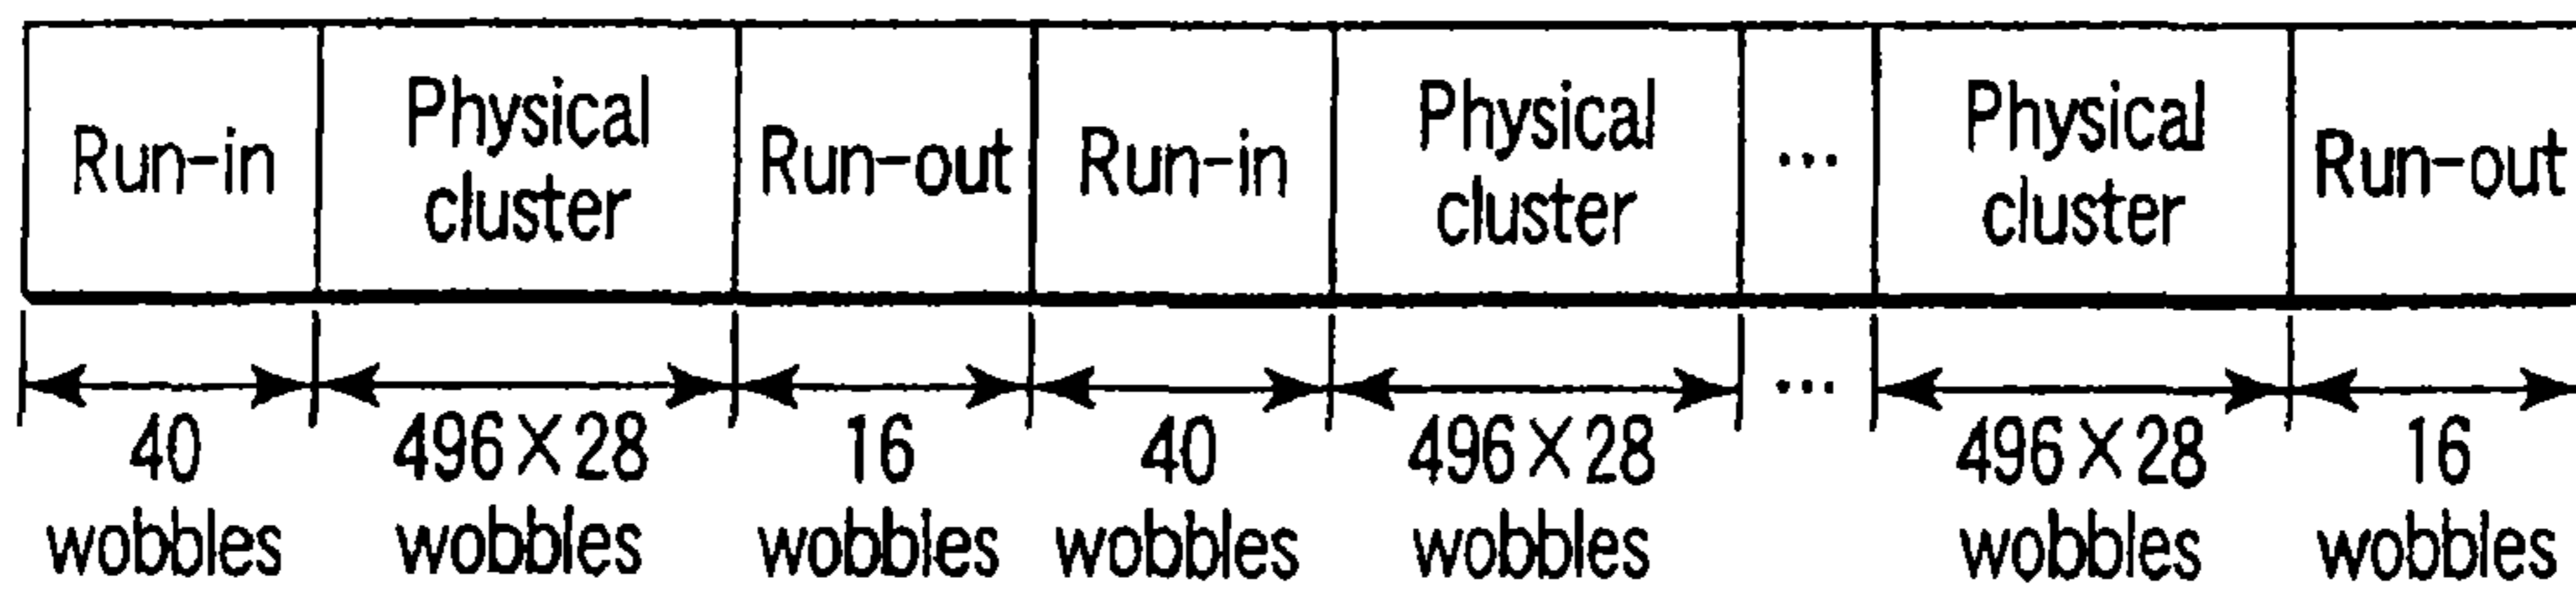 Run-in
Physical
cluster
Run-out
Run-in
Physical
cluster
...
Physical
cluster
Run-out
40
wobbles
496×28
wobbles
16
wobbles
40
wobbles
496×28
wobbles
...
496×28
wobbles
16
wobbles